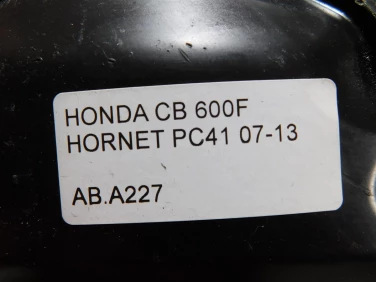 HONDA CB 600F
HORNET PC41 07-13
AB.A227